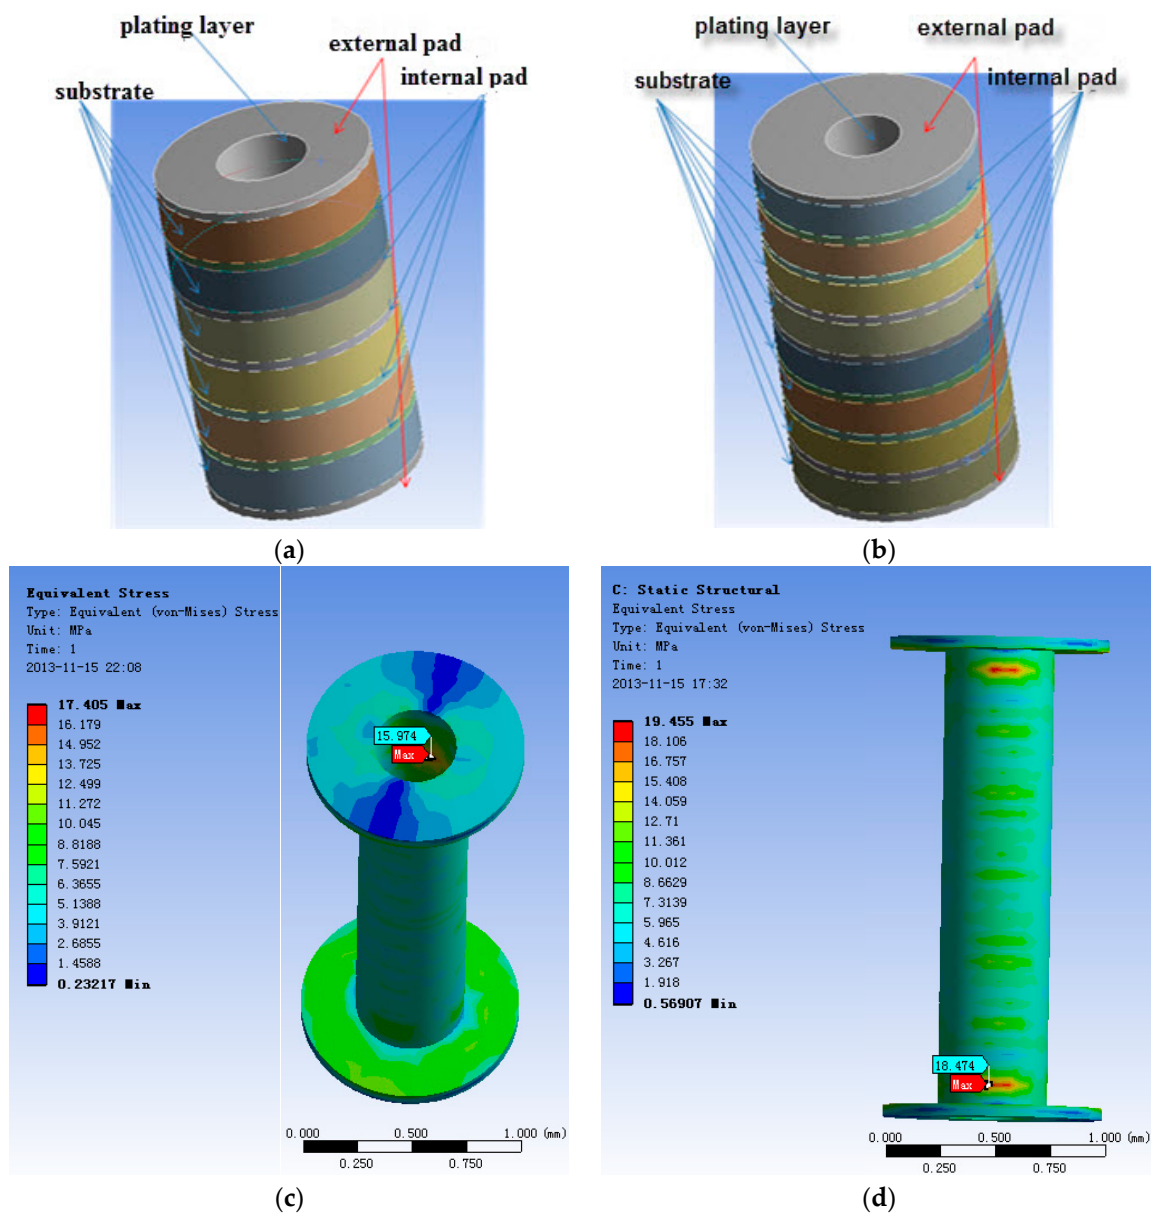 plating layer
external pad
internal pad
substrate
plating layer
external pad
internal pad
substrate
(a)
(b)
Equivalent Stress
Type: Equivalent (von-Mises) Stress
Unit: MPa
Time: 1
2013-11-15 22:08
17.405 Max
16.179
14.952
13.725
12.499
11.272
10.045
8.8188
7.5921
6.3655
5.1388
3.9121
2.6855
1.4588
0.23217 Min
15.974
Max
0.000
0.500
1.000 (mm)
0.250
0.750
C: Static Structural
Equivalent Stress
Type: Equivalent (von-Mises) Stress
Unit: MPa
Time: 1
2013-11-15 17:32
19.455 Max
18.106
16.757
15.408
14.059
12.71
11.361
10.012
8.6629
7.3139
5.965
4.616
3.267
1.918
0.56907 Min
18.474
Max
0.000
0.500
1.000 (mm)
0.250
0.750
(c)
(d)